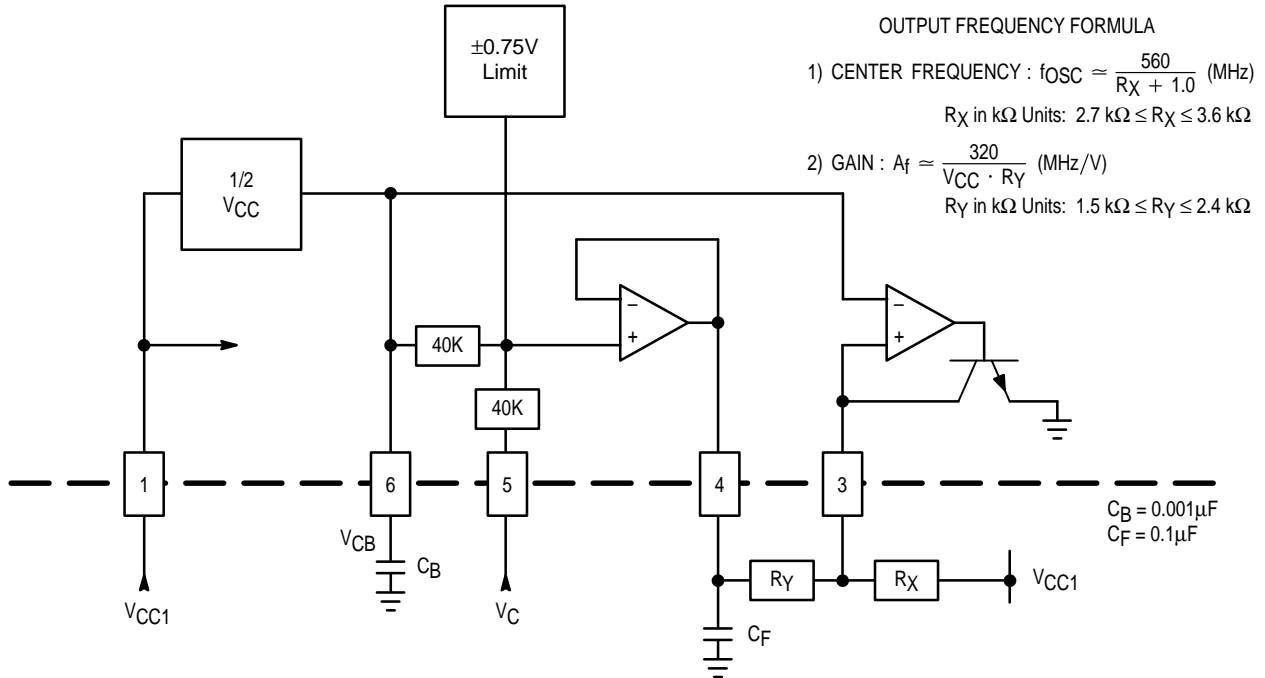 ±0.75V
Limit
OUTPUT FREQUENCY FORMULA
1) CENTER FREQUENCY : fOSC ≃ 560 / (RX + 1.0) (MHz)
RX in kΩ Units: 2.7 kΩ ≤ RX ≤ 3.6 kΩ
2) GAIN : Af ≃ 320 / (VCC · RY) (MHz/V)
RY in kΩ Units: 1.5 kΩ ≤ RY ≤ 2.4 kΩ
1/2
VCC
−
+
−
+
40K
40K
1
6
5
4
3
CB = 0.001µF
CF = 0.1µF
VCB
CB
RY
RX
VCC1
VCC1
VC
CF